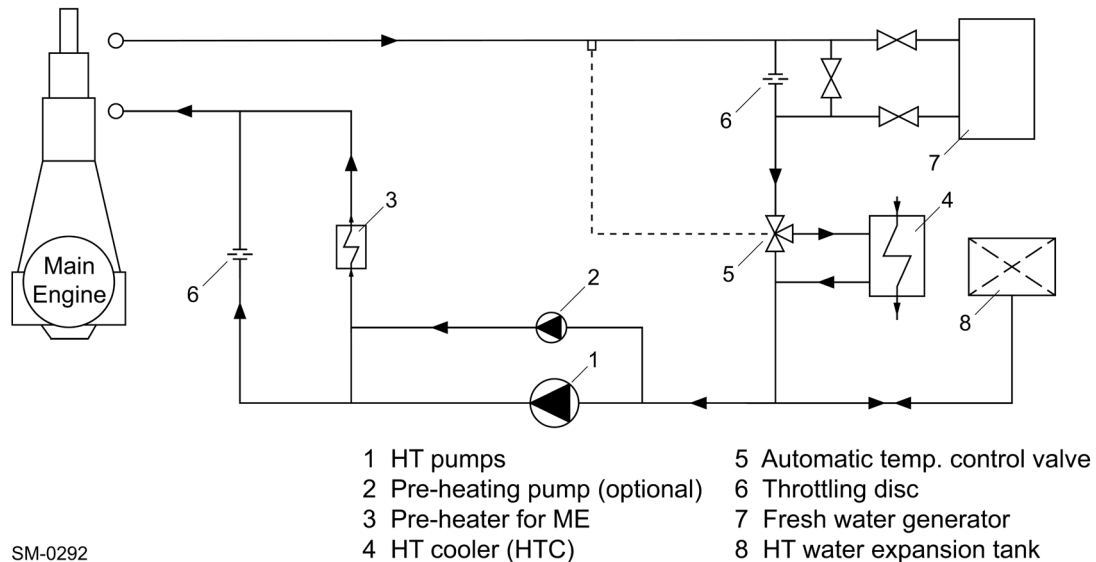 6
7
3
4
Main
Engine
6
5
2
8
1
1 HT pumps
2 Pre-heating pump (optional)
3 Pre-heater for ME
4 HT cooler (HTC)
5 Automatic temp. control valve
6 Throttling disc
7 Fresh water generator
8 HT water expansion tank
SM-0292